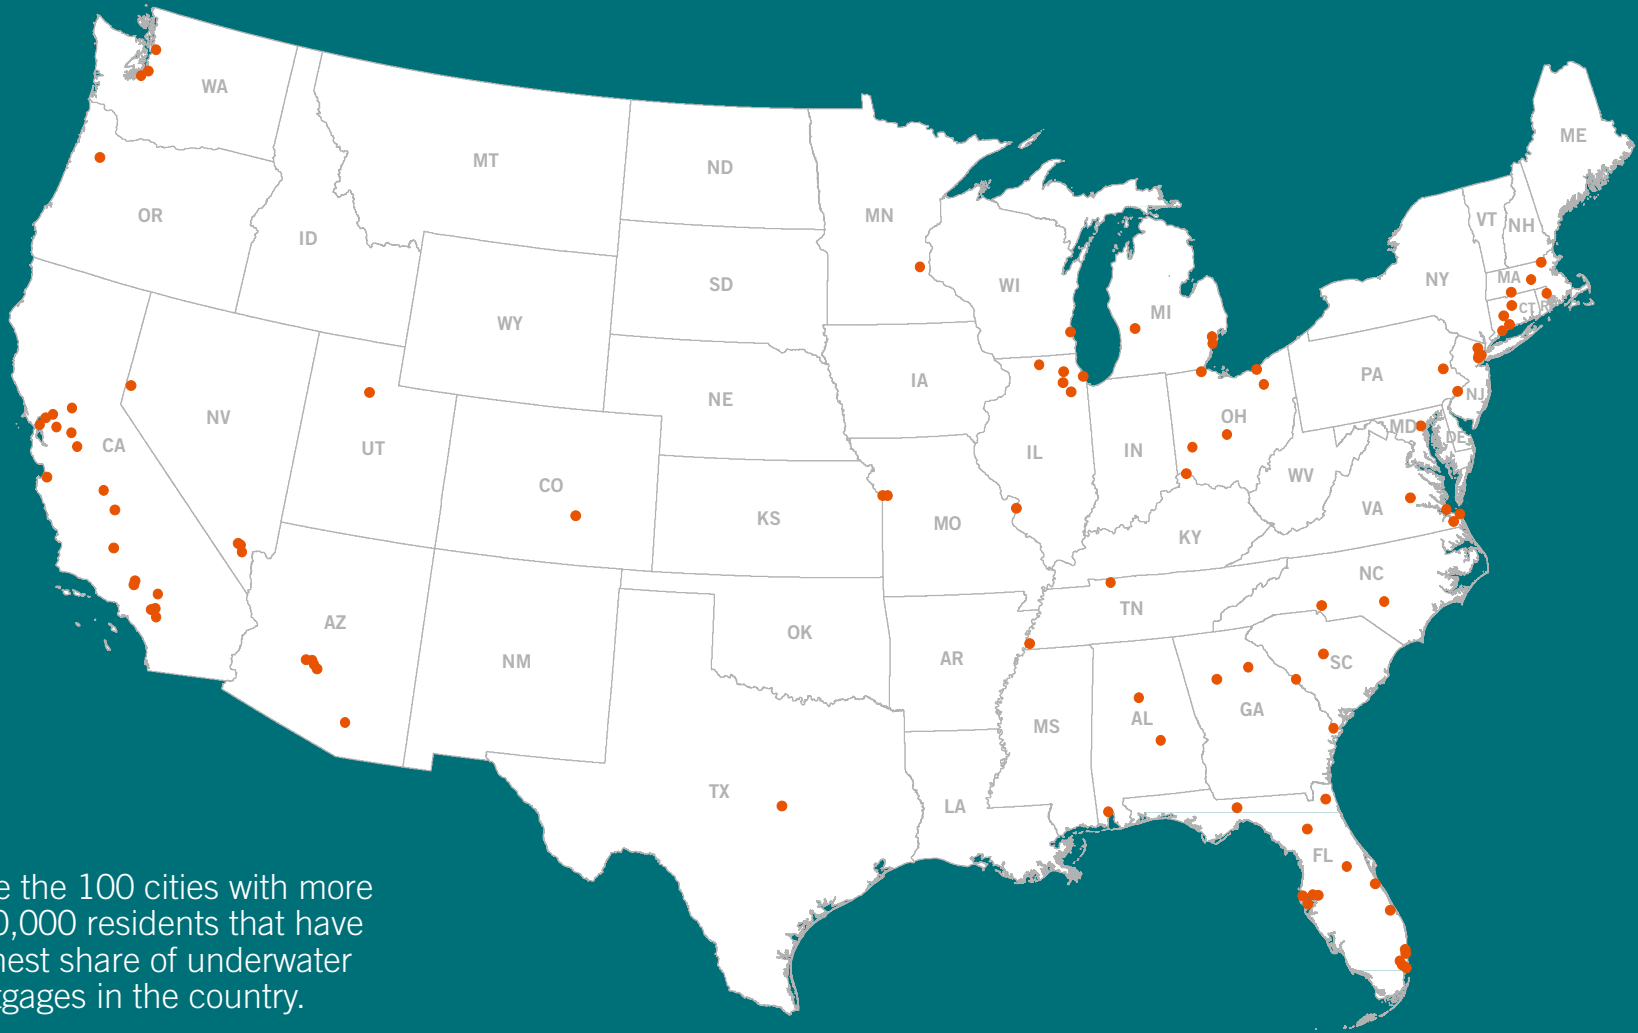 WA
ME
MT
ND
OR
MN
VT
NH
ID
SD
WI
NY
MA
MI
CT
WY
IA
PA
NE
NJ
NV
OH
MD
DE
CA
UT
IL
IN
CO
WV
KS
MO
VA
KY
NC
TN
AZ
OK
AR
SC
NM
GA
AL
MS
TX
LA
FL
e the 100 cities with more
0,000 residents that have
nest share of underwater
tgages in the country.